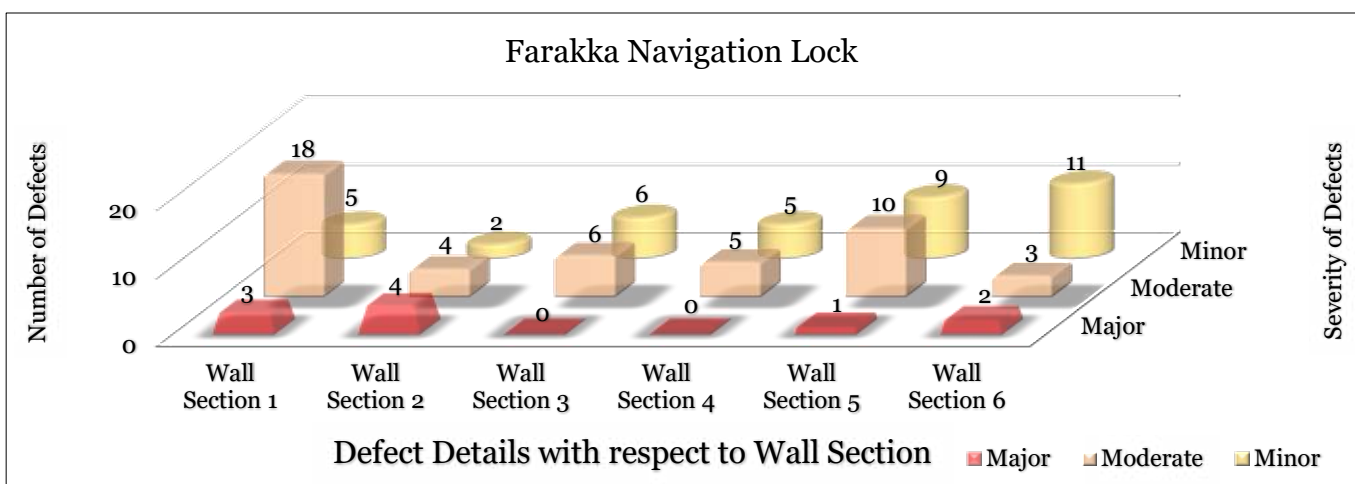 Farakka Navigation Lock
Number of Defects
20
10
0
18
5
4
2
6
6
5
5
10
9
3
11
3
4
0
0
1
2
Minor
Moderate
Major
Severity of Defects
Wall
Section 1
Wall
Section 2
Wall
Section 3
Wall
Section 4
Wall
Section 5
Wall
Section 6
Defect Details with respect to Wall Section
Major Moderate Minor